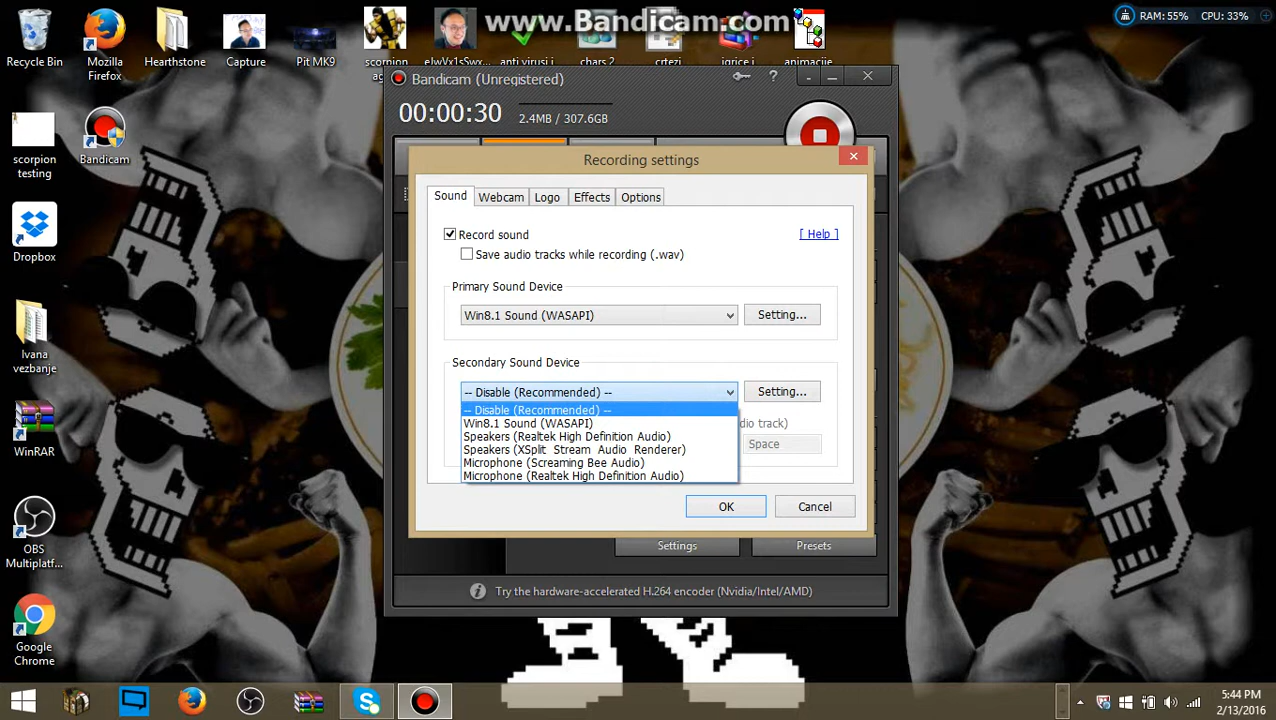 www.Bandicam.com
RAM: 55% CPU: 33%
Recycle Bin
Mozilla
Firefox
Hearthstone
Capture
Pit MK9
scorpion
anti virusi i
chars 2
crtezi
igrice i
animacije
scorpion
testing
Bandicam
Dropbox
Ivana
vezbanje
WinRAR
OBS
Multiplatf...
Google
Chrome
Bandicam (Unregistered)
00:00:30
2.4MB / 307.6GB
Recording settings
Sound
Webcam
Logo
Effects
Options
Record sound
[ Help ]
Save audio tracks while recording (.wav)
Primary Sound Device
Win8.1 Sound (WASAPI)
Setting...
Secondary Sound Device
-- Disable (Recommended) --
Setting...
-- Disable (Recommended) --
Win8.1 Sound (WASAPI)
Speakers (Realtek High Definition Audio)
Speakers (XSplit Stream Audio Renderer)
Microphone (Screaming Bee Audio)
Microphone (Realtek High Definition Audio)
dio track)
Space
OK
Cancel
Settings
Presets
Try the hardware-accelerated H.264 encoder (Nvidia/Intel/AMD)
5:44 PM
2/13/2016